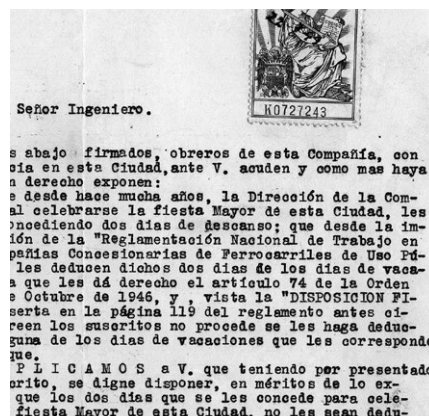 K0727243
Señor Ingeniero.
s abajo firmados, obreros de esta Compañía, con
cia en esta Ciudad,ante V. acuden y como mas haya
n derecho exponen:
e desde hace mucha años, la Dirección de la Com-
al celebrarse la fiesta Mayor de esta Ciudad, les
oncediendo dos dias de descanso; que desde la im-
ión de la "Reglamentación Nacional de Trabajo en
pañias Concesionarias de Ferrocarriles de Uso Pú-
les deducen dichos dos dias de los dias de vaca-
a que les dá derecho el artículo 74 de la Orden
e Octubre de 1946, y , vista la "DISPOSICION FI-
serta en la página 119 del reglamento antes ci-
reen los suscritos no procede se les haga deduc-
guna de los dias de vacaciones que les corresponde
que.
P L I C A M O S a V. que teniendo por presentado
crito, se digne disponer, en méritos de lo ex-
que los dos dias que se les concede para cele-
fiesta Mayor de esta Ciudad, no les sean dedu-